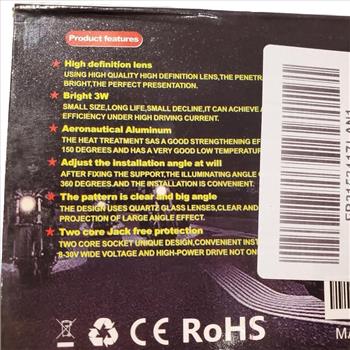 Product features
High definition lens
USING HIGH QUALITY HIGH DEFINITION LENS,THE PENETRA
BRIGHT,THE PERFECT PRESENTATION.
Bright 3W
SMALL SIZE,LONG LIFE,SMALL DECLINE,IT CAN ACHIEVE
EFFICIENCY UNDER HIGH DRIVING CURRENT.
Aeronautical Aluminum
THE HEAT TREATMENT SAS A GOOD STRENGTHENING EFFE
150 DEGREES AND HAS A VERY GOOD LOW TEMPERATUR
Adjust the installation angle at will
AFTER FIXING THE SUPPORT,THE ILLUMINATING ANGLE
360 DEGREES.AND THE INSTALLATION IS CONVENIENT.
The pattern is clear and big angle
THE DESIGN USES QUARTZ GLASS LENSES,CLEAR AND
PROJECTION OF LARGE ANGLE EFFECT.
Two core Jack free protection
TWO CORE SOCKET UNIQUE DESIGN,CONVENIENT INST
8-30V WIDE VOLTAGE AND HIGH-POWER DRIVE NOT ON
CE RoHS
MA